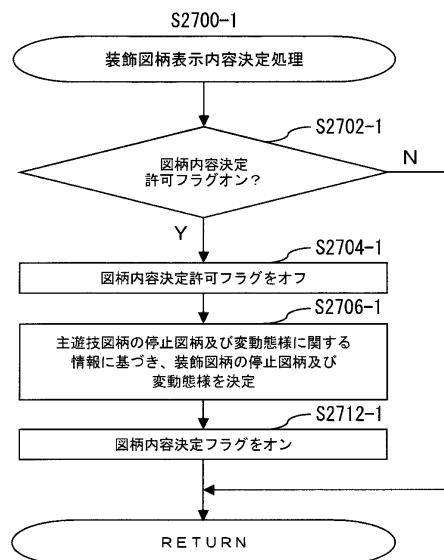 S2700-1
装飾図柄表示内容決定処理
S2702-1
図柄内容決定
許可フラグオン？
N
Y
S2704-1
図柄内容決定許可フラグをオフ
S2706-1
主遊技図柄の停止図柄及び変動態様に関する
情報に基づき、装飾図柄の停止図柄及び
変動態様を決定
S2712-1
図柄内容決定フラグをオン
RETURN